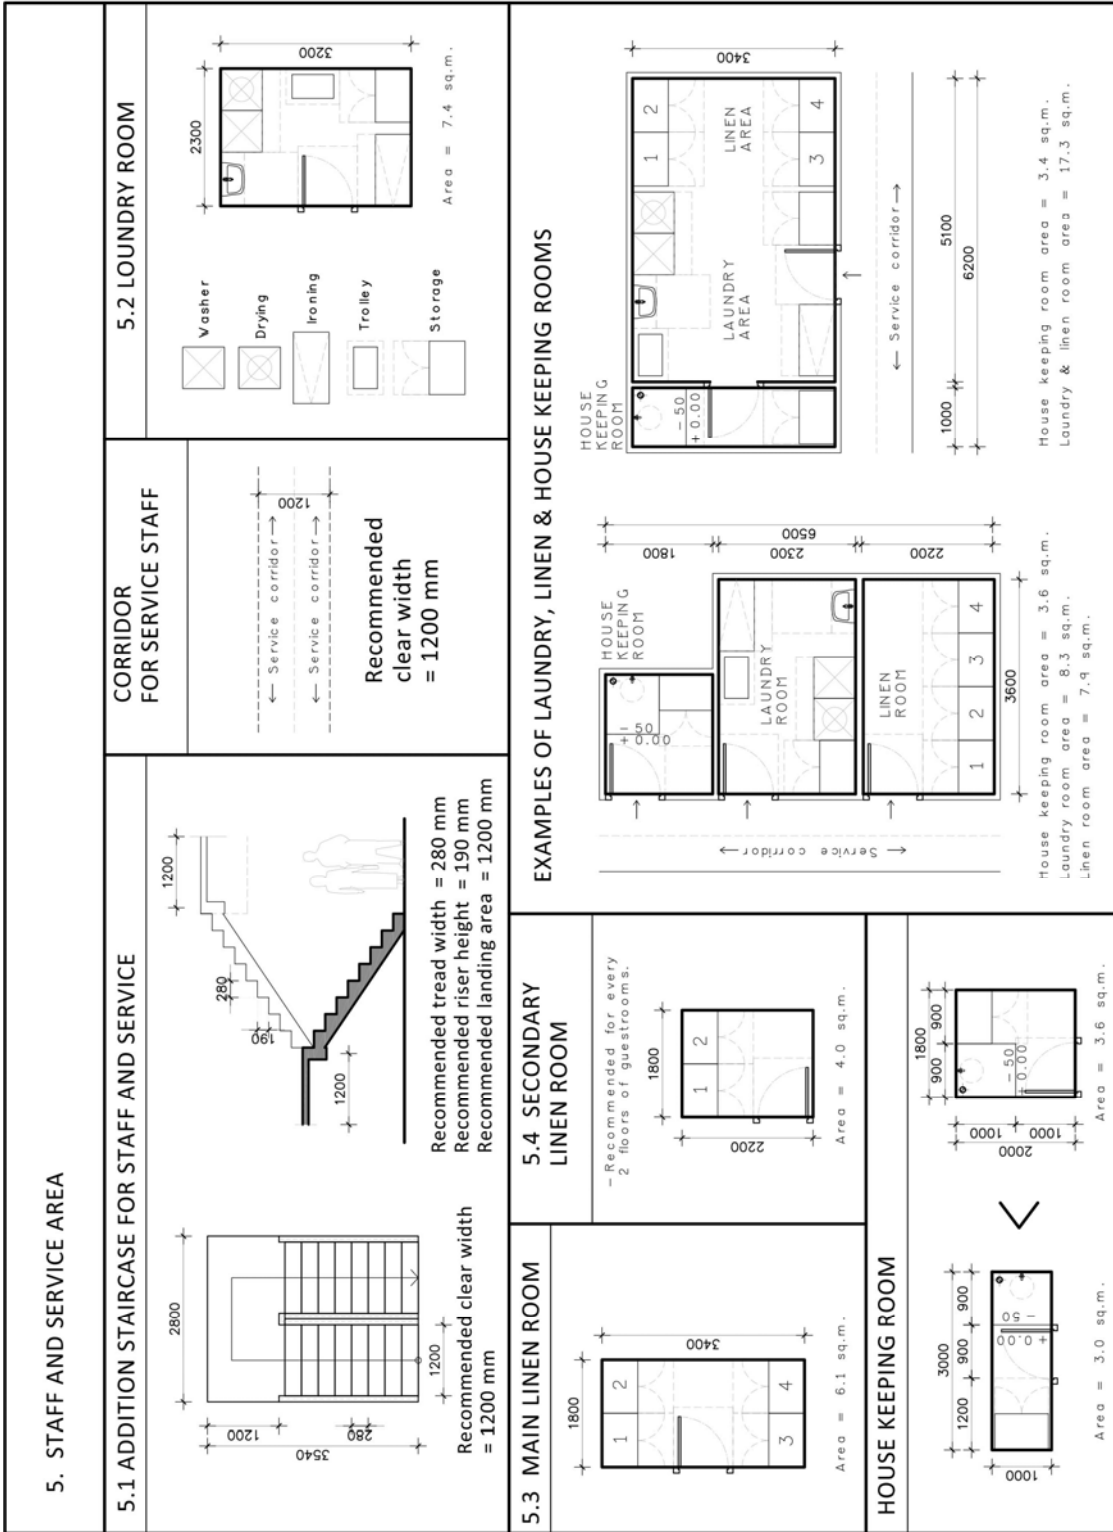 5. STAFF AND SERVICE AREA
5.1 ADDITION STAIRCASE FOR STAFF AND SERVICE
2800
1200
280
3540
1200
Recommended clear width
= 1200 mm
1200
280
190
1200
Recommended tread width = 280 mm
Recommended riser height = 190 mm
Recommended landing area = 1200 mm
CORRIDOR
FOR SERVICE STAFF
← Service corridor →
← Service corridor →
1200
Recommended
clear width
= 1200 mm
5.2 LOUNDRY ROOM
Washer
Drying
Ironing
Trolley
Storage
2300
3200
Area = 7.4 sq.m.
5.3 MAIN LINEN ROOM
1800
3400
1 2
3 4
Area = 6.1 sq.m.
5.4 SECONDARY
LINEN ROOM
– Recommended for every
2 floors of guestrooms.
1800
2200
1 2
Area = 4.0 sq.m.
HOUSE KEEPING ROOM
3000
1200 900 900
1000
-50
+0.00
Area = 3.0 sq.m.
1800
900 900
1000
1000
2000
-50
+0.00
Area = 3.6 sq.m.
EXAMPLES OF LAUNDRY, LINEN & HOUSE KEEPING ROOMS
HOUSE
KEEPING
ROOM
-50
+0.00
1800
2300
2200
6500
LAUNDRY
ROOM
LINEN
ROOM
1 2 3 4
← Service corridor →
3600
House keeping room area = 3.6 sq.m.
Laundry room area = 8.3 sq.m.
Linen room area = 7.9 sq.m.
HOUSE
KEEPING
ROOM
-50
+0.00
LAUNDRY
AREA
LINEN
AREA
1 2
3 4
3400
← Service corridor →
1000 5100
6200
House keeping room area = 3.4 sq.m.
Laundry & linen room area = 17.3 sq.m.